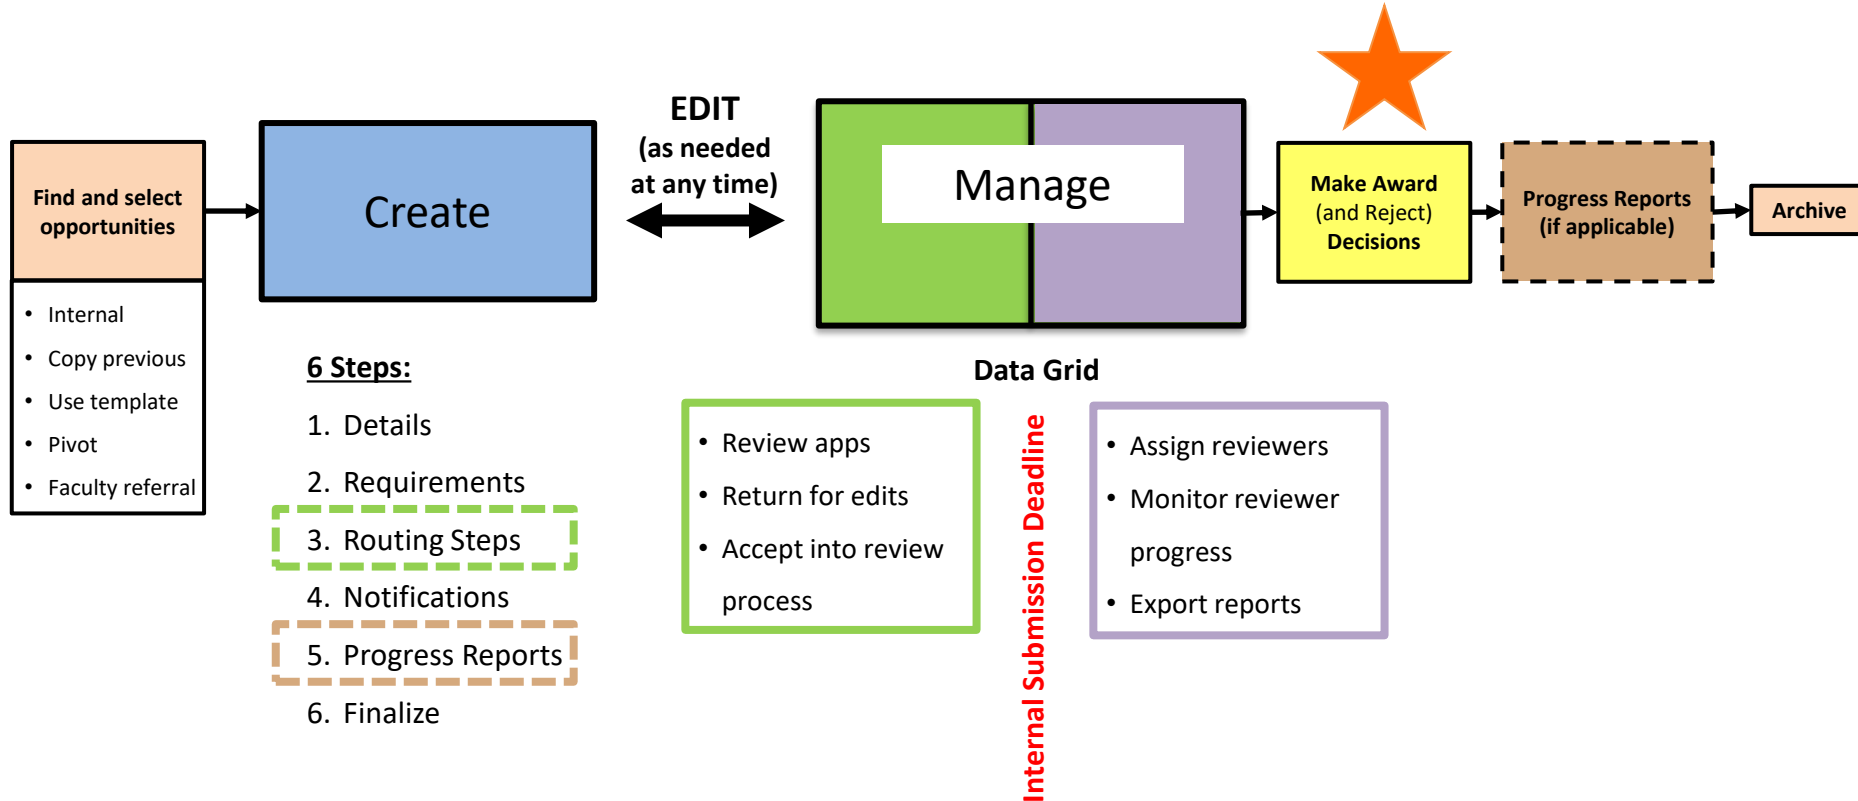 Find and select
opportunities
• Internal
• Copy previous
• Use template
• Pivot
• Faculty referral
Create
6 Steps:
1. Details
2. Requirements
3. Routing Steps
4. Notifications
5. Progress Reports
6. Finalize
EDIT
(as needed
at any time)
Manage
Data Grid
• Review apps
• Return for edits
• Accept into review
process
Internal Submission Deadline
• Assign reviewers
• Monitor reviewer
progress
• Export reports
Make Award
(and Reject)
Decisions
Progress Reports
(if applicable)
Archive